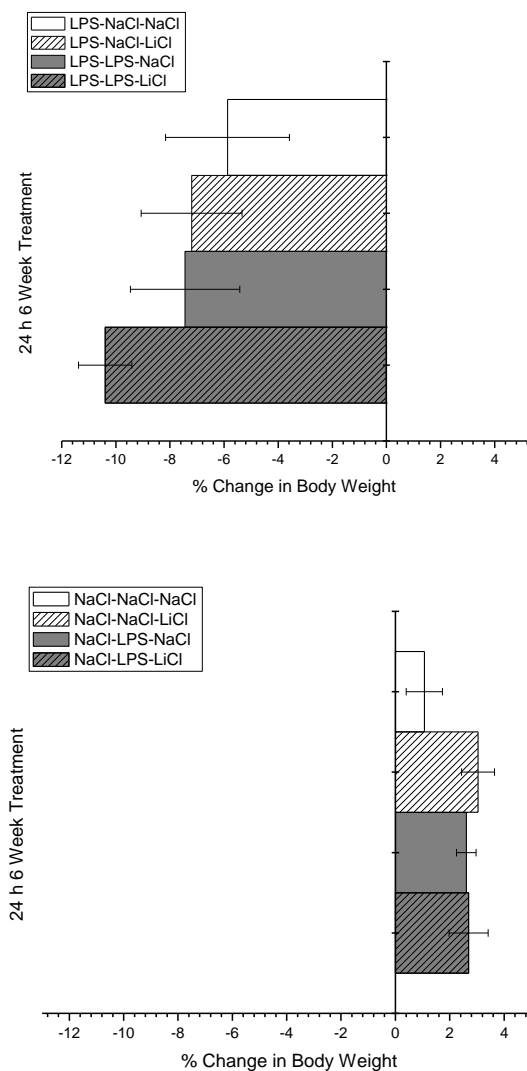 LPS-NaCl-NaCl
LPS-NaCl-LiCl
LPS-LPS-NaCl
LPS-LPS-LiCl
24 h 6 Week Treatment
-12 -10 -8 -6 -4 -2 0 2 4
% Change in Body Weight
NaCl-NaCl-NaCl
NaCl-NaCl-LiCl
NaCl-LPS-NaCl
NaCl-LPS-LiCl
24 h 6 Week Treatment
-12 -10 -8 -6 -4 -2 0 2 4
% Change in Body Weight